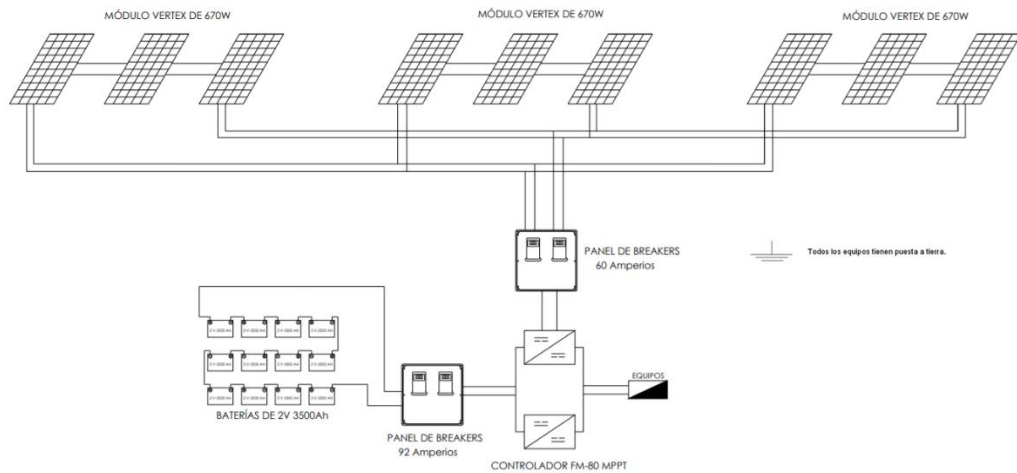 MÓDULO VERTEX DE 670W
MÓDULO VERTEX DE 670W
MÓDULO VERTEX DE 670W
PANEL DE BREAKERS
60 Amperios
Todos los equipos tienen puesta a tierra.
EQUIPOS
BATERÍAS DE 2V 3500Ah
PANEL DE BREAKERS
92 Amperios
CONTROLADOR FM-80 MPPT